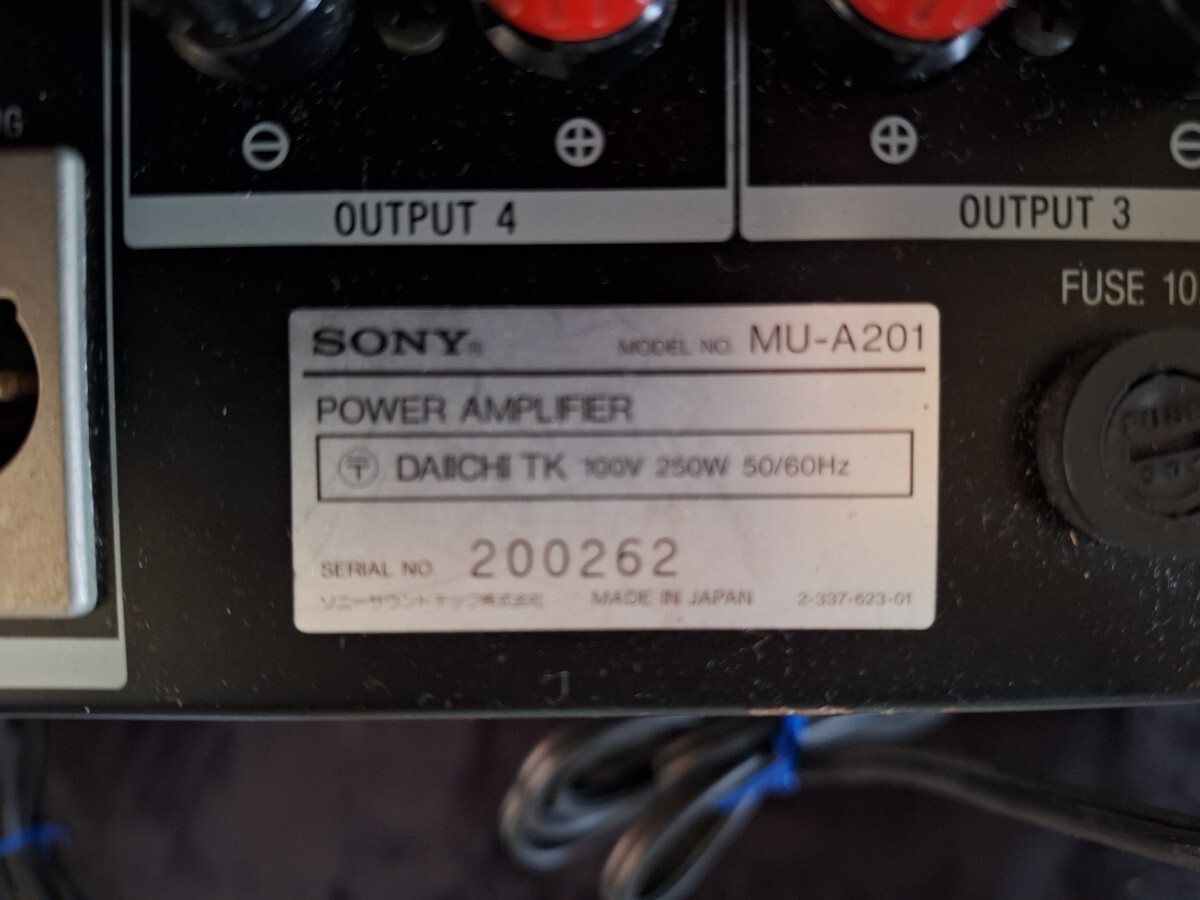 G
⊖ ⊕ ⊕ ⊖
OUTPUT 4
OUTPUT 3
FUSE 10
SONY® MODEL NO. MU-A201
POWER AMPLIFIER
〶 DAIICHI TK 100V 250W 50/60Hz
SERIAL NO. 200262
ソニーサウンドテック株式会社 MADE IN JAPAN 2-337-623-01